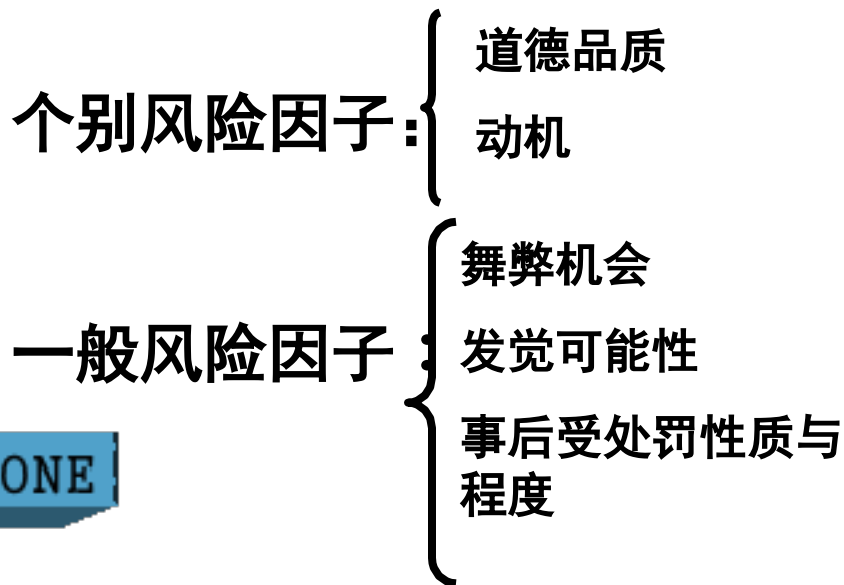 个别风险因子：
道德品质
动机
一般风险因子：
舞弊机会
发觉可能性
事后受处罚性质与
程度
ONE